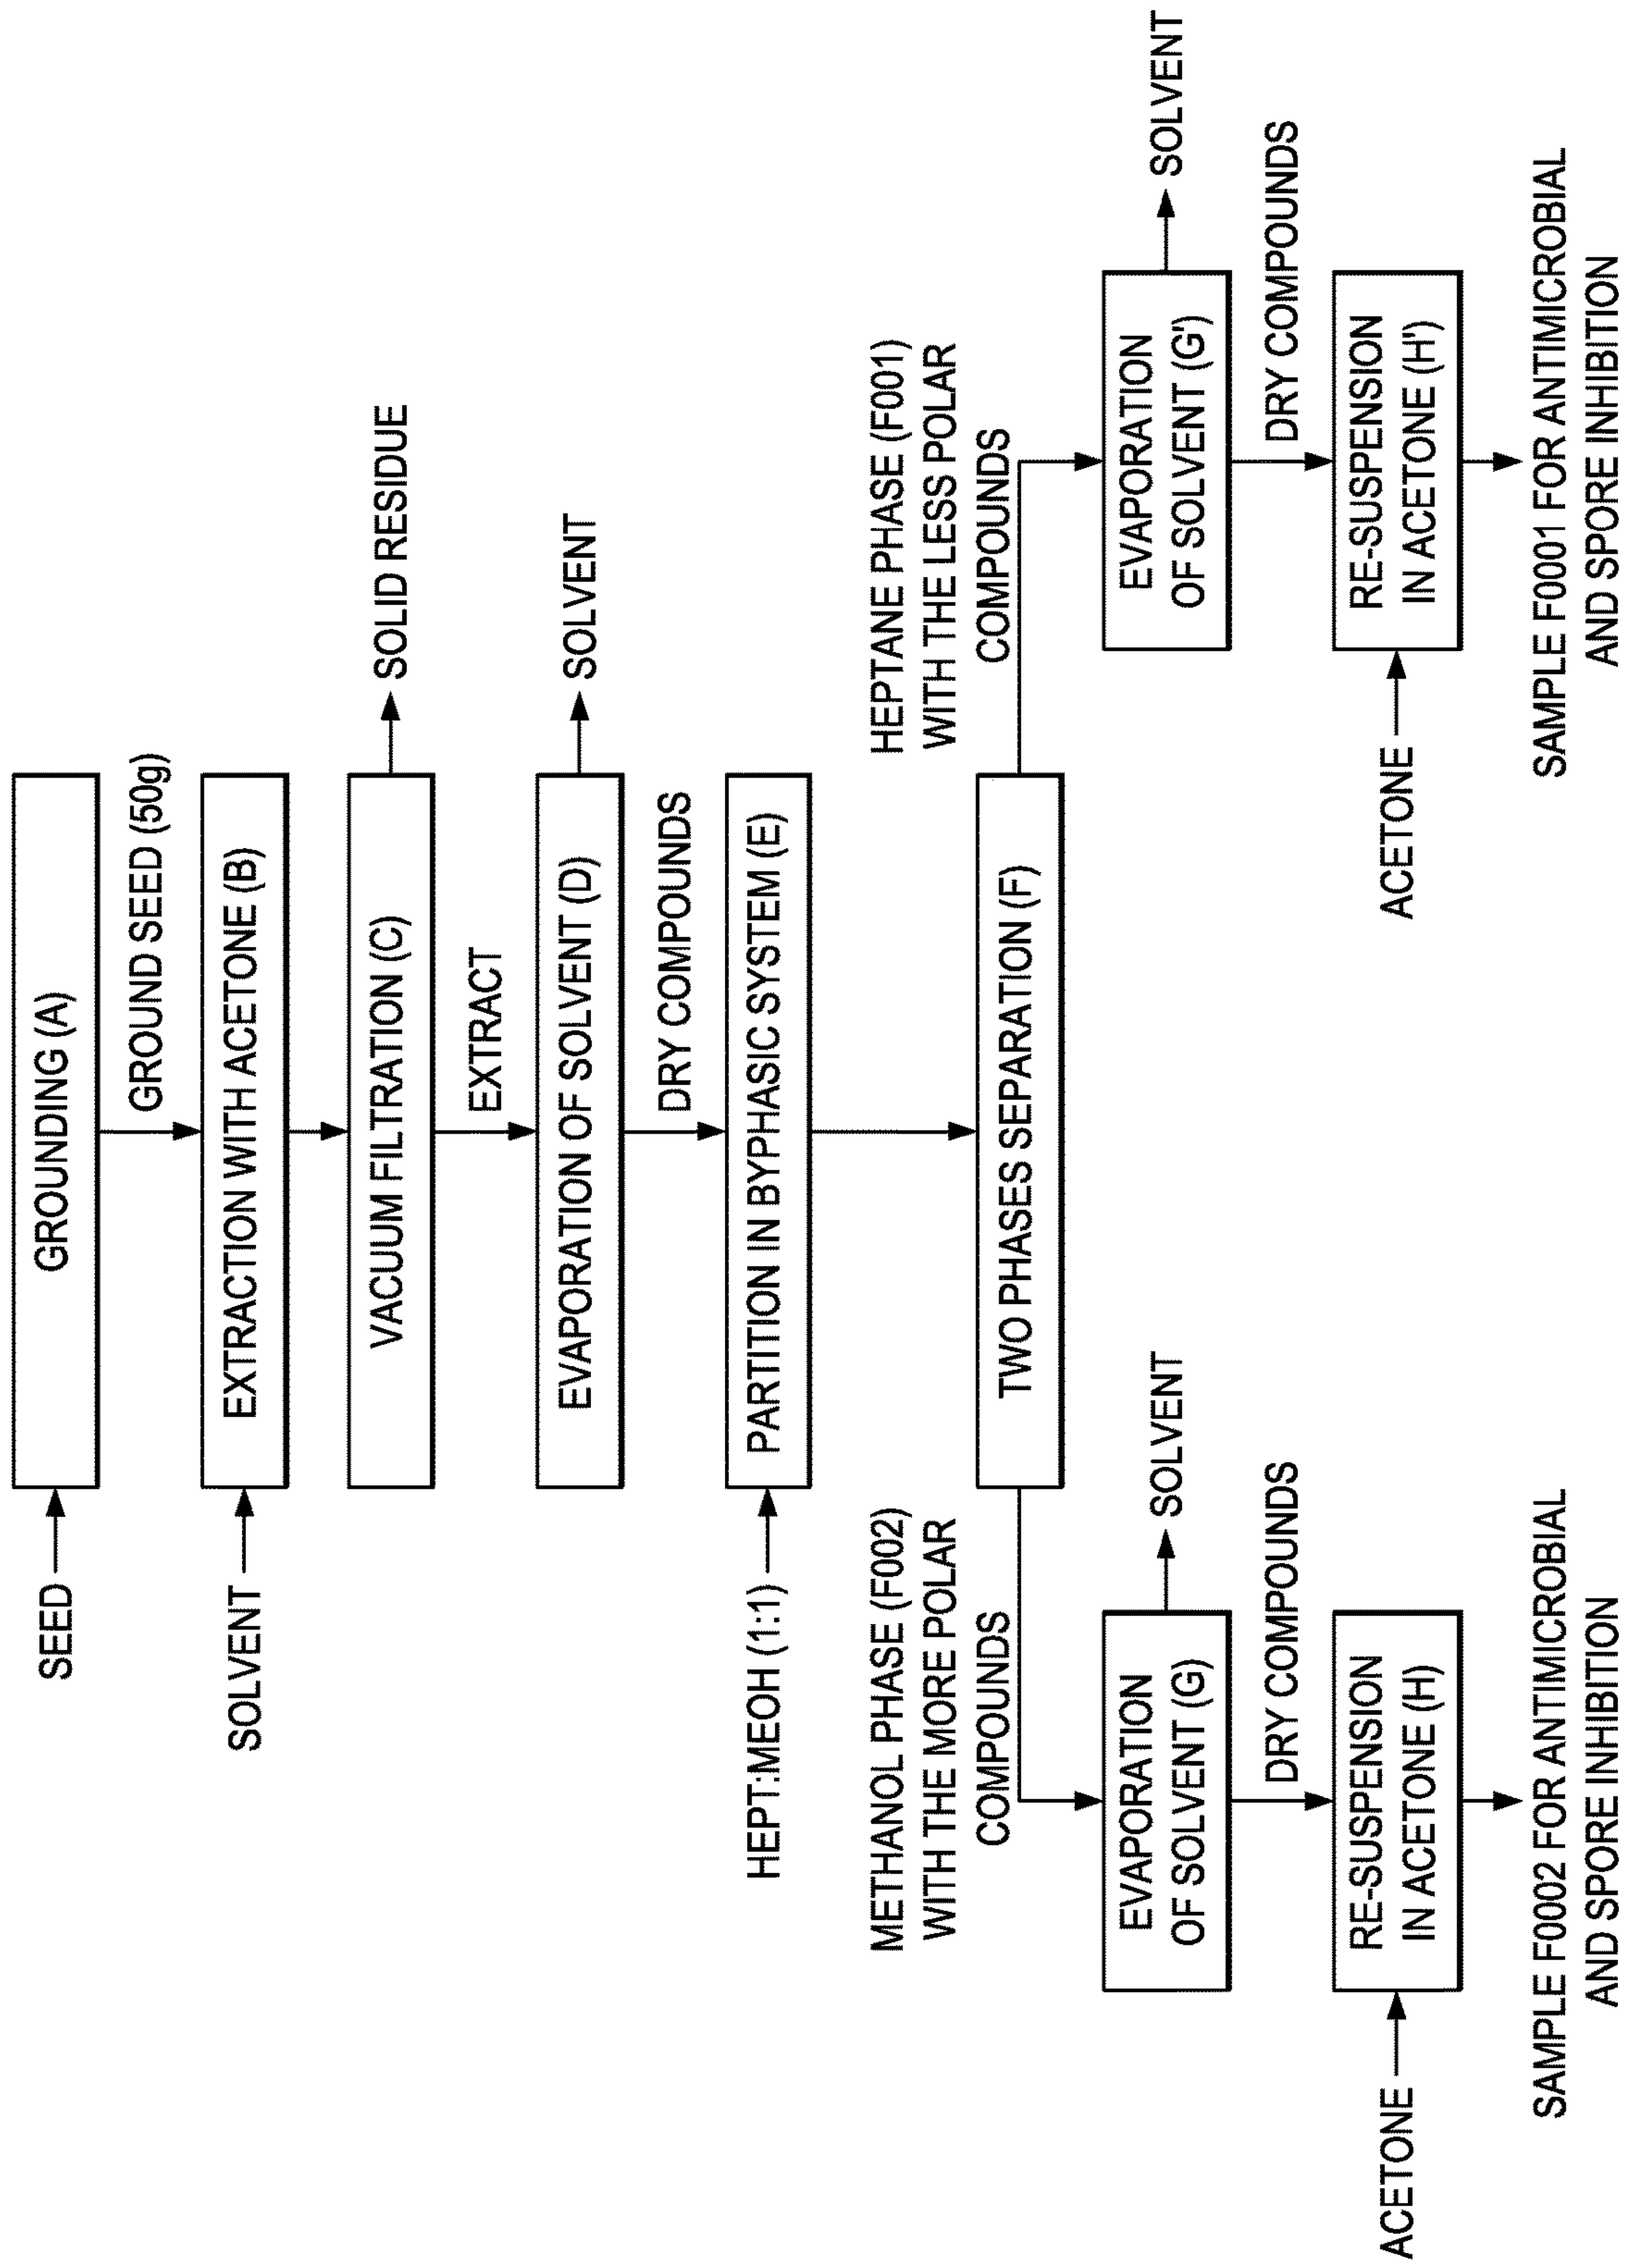 SEED
GROUNDING (A)
GROUND SEED (50g)
SOLVENT
EXTRACTION WITH ACETONE (B)
VACUUM FILTRATION (C)
SOLID RESIDUE
EXTRACT
EVAPORATION OF SOLVENT (D)
SOLVENT
DRY COMPOUNDS
HEPT:MEOH (1:1)
PARTITION IN BYPHASIC SYSTEM (E)
TWO PHASES SEPARATION (F)
METHANOL PHASE (F002)
WITH THE MORE POLAR
COMPOUNDS
EVAPORATION
OF SOLVENT (G)
SOLVENT
DRY COMPOUNDS
ACETONE
RE-SUSPENSION
IN ACETONE (H)
SAMPLE F0002 FOR ANTIMICROBIAL
AND SPORE INHIBITION
HEPTANE PHASE (F001)
WITH THE LESS POLAR
COMPOUNDS
EVAPORATION
OF SOLVENT (G')
SOLVENT
DRY COMPOUNDS
ACETONE
RE-SUSPENSION
IN ACETONE (H')
SAMPLE F0001 FOR ANTIMICROBIAL
AND SPORE INHIBITION